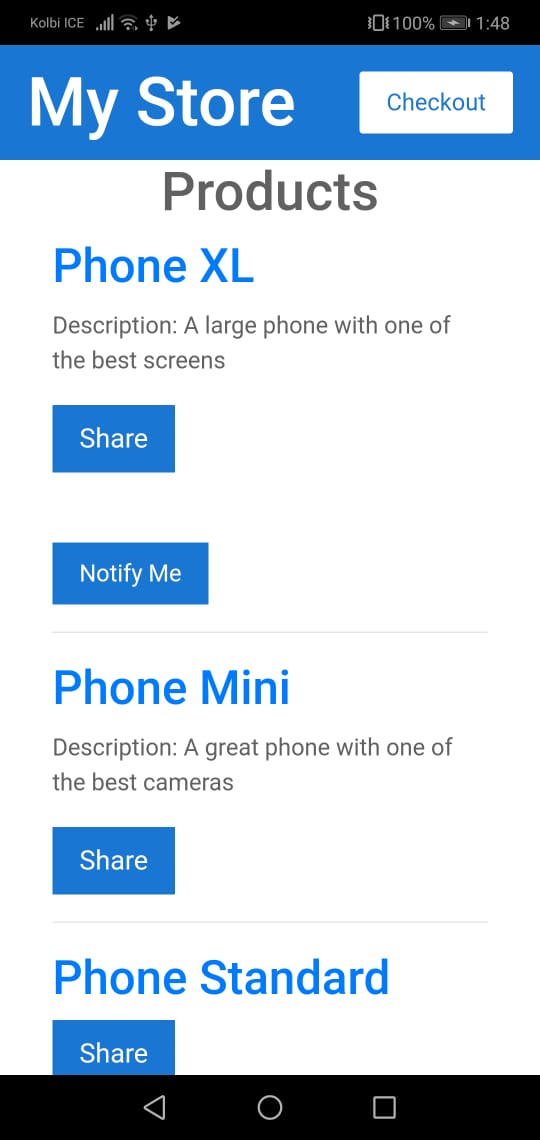 Kolbi ICE 100% 1:48
My Store Checkout
Products
Phone XL
Description: A large phone with one of
the best screens
Share
Notify Me
Phone Mini
Description: A great phone with one of
the best cameras
Share
Phone Standard
Share